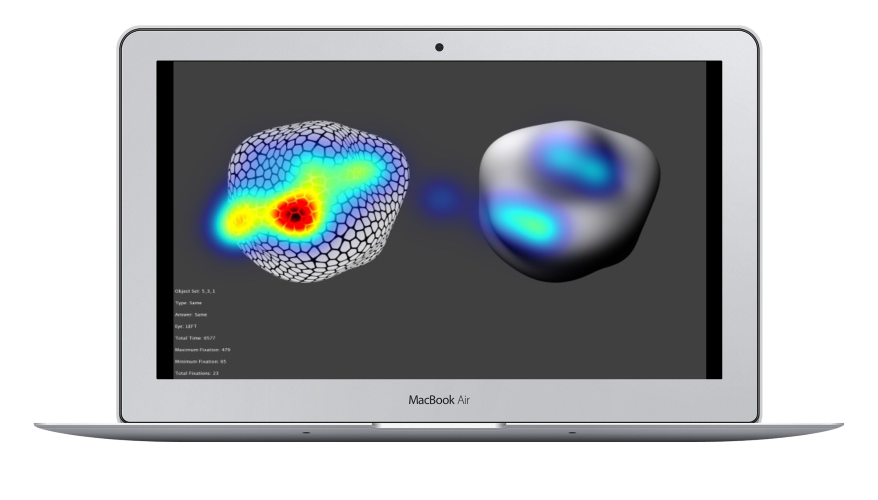 Object Set: 5_3_1
Type: Same
Answer: Same
Eye: LEFT
Total Time: 9577
Maximum Fixation: 479
Minimum Fixation: 65
Total Fixations: 23
MacBook Air